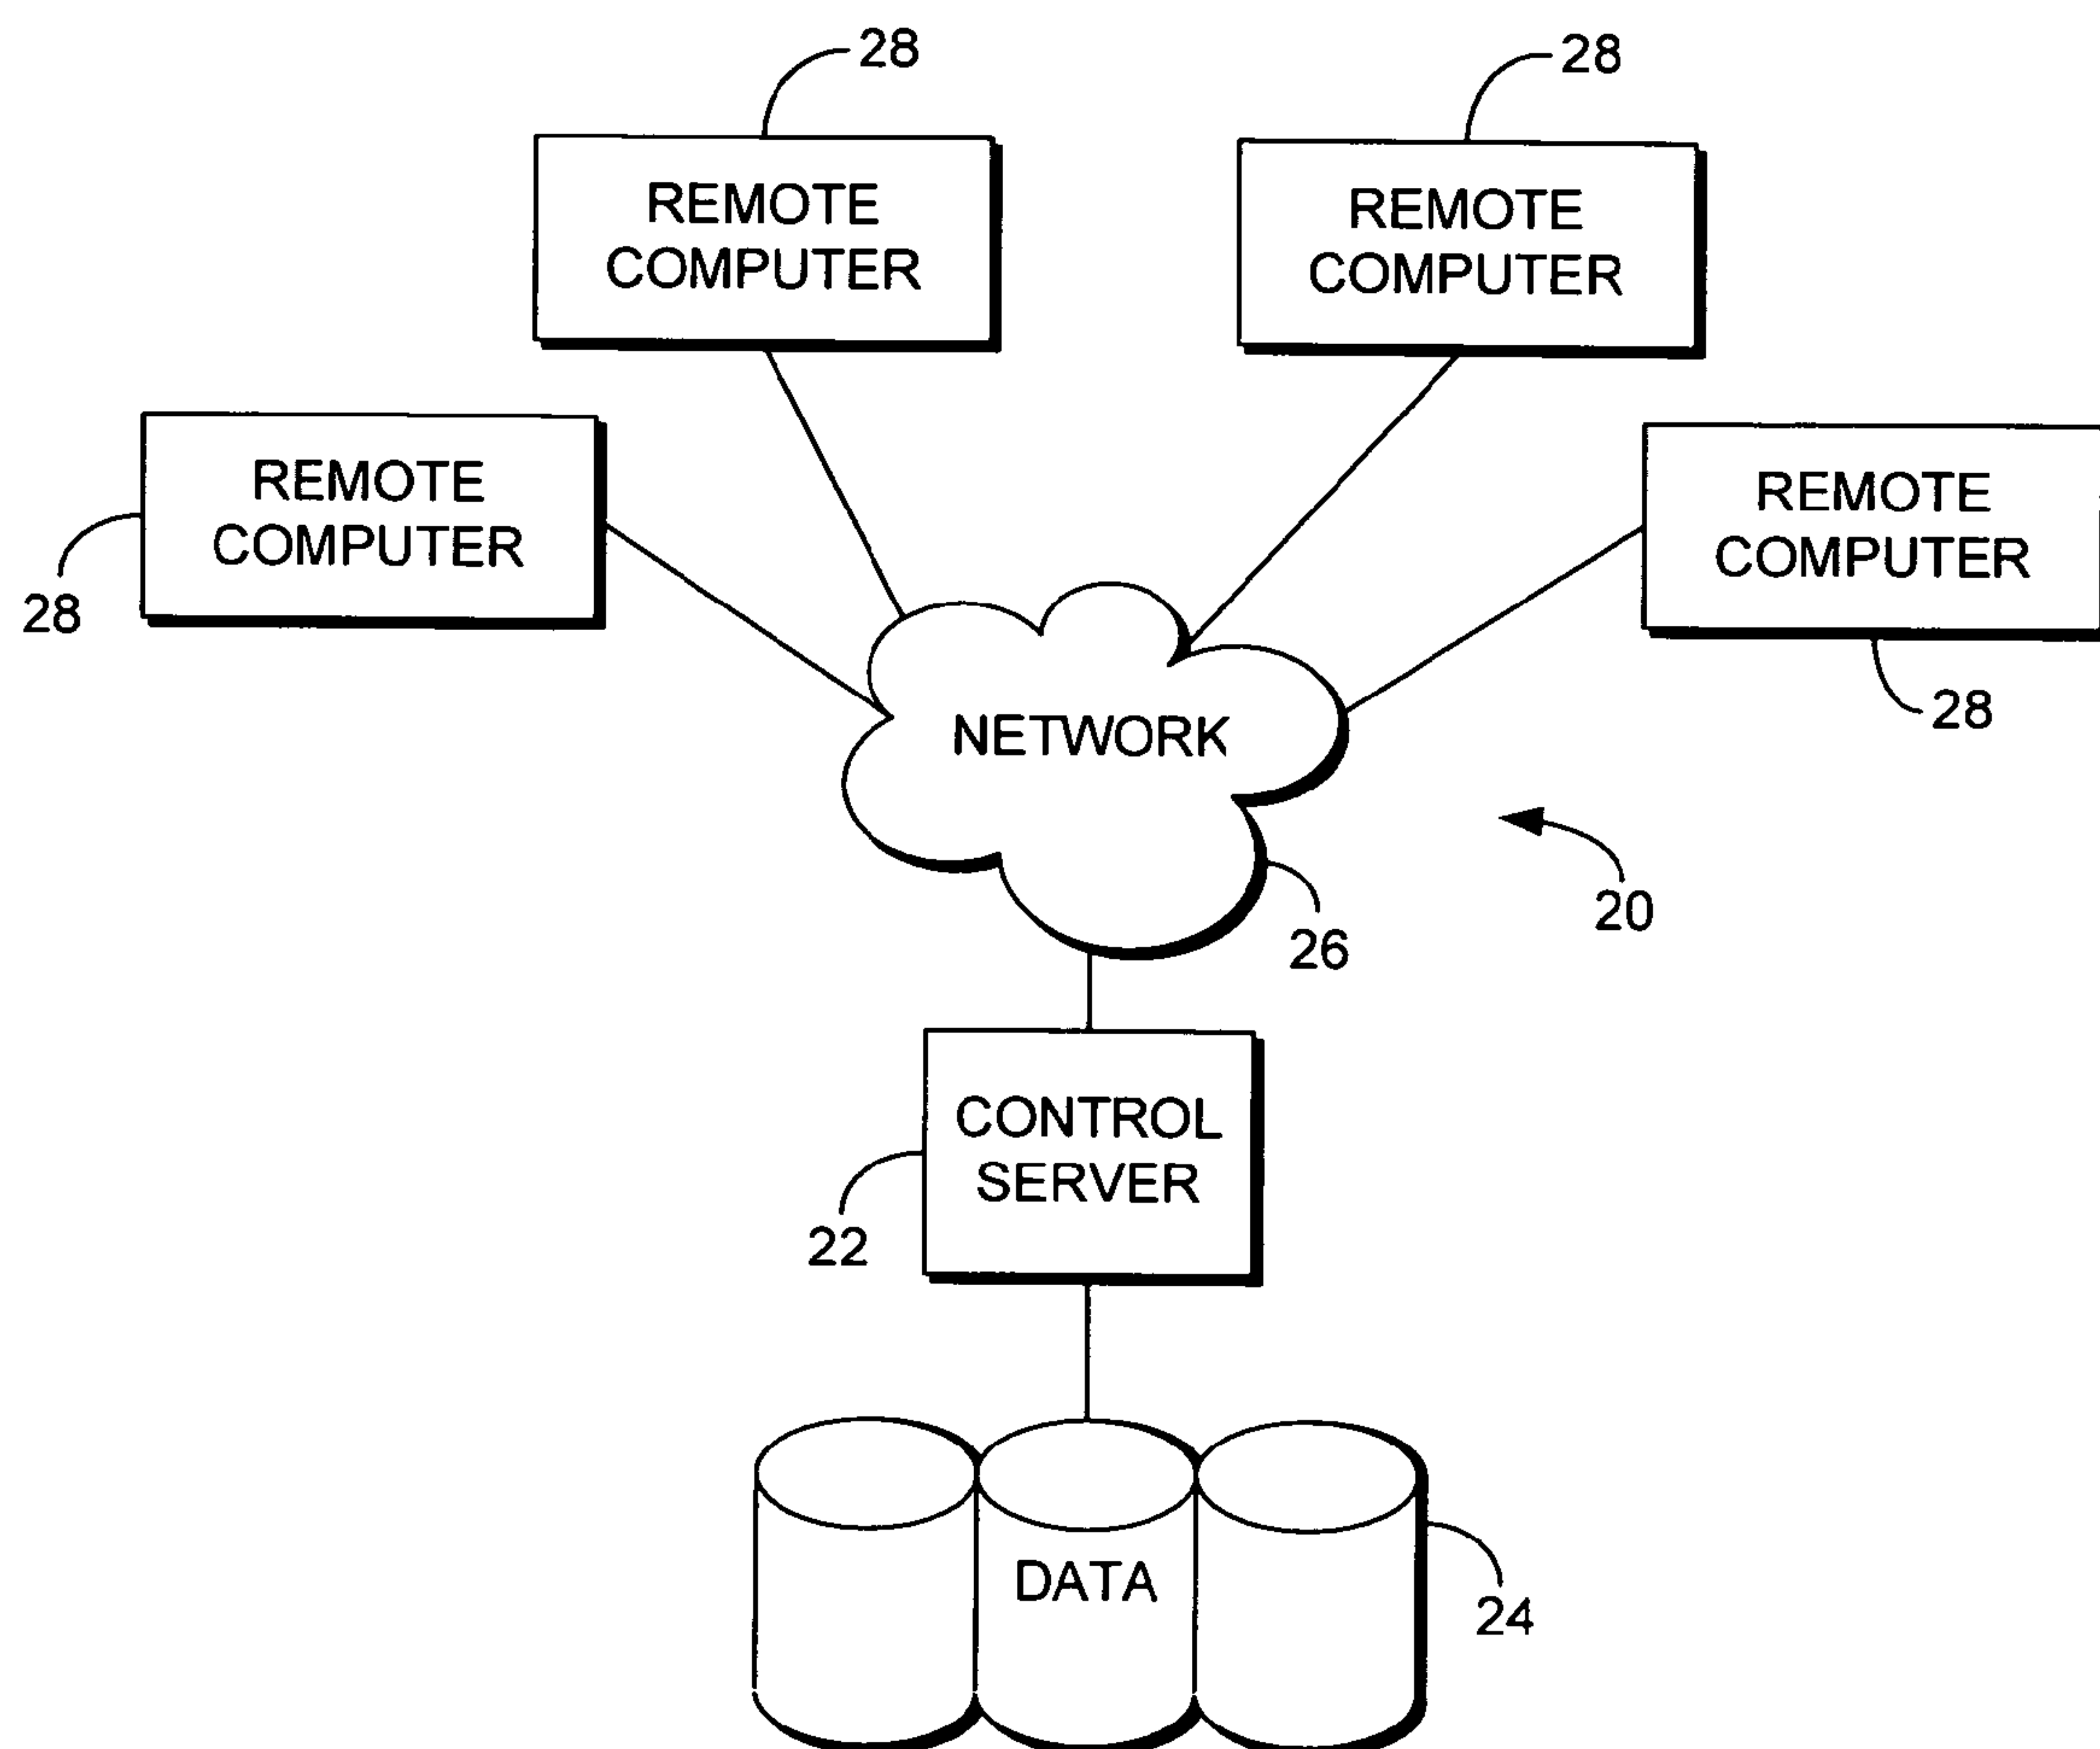 28
28
REMOTE
COMPUTER
REMOTE
COMPUTER
REMOTE
COMPUTER
REMOTE
COMPUTER
28
28
NETWORK
20
26
CONTROL
SERVER
22
DATA
24